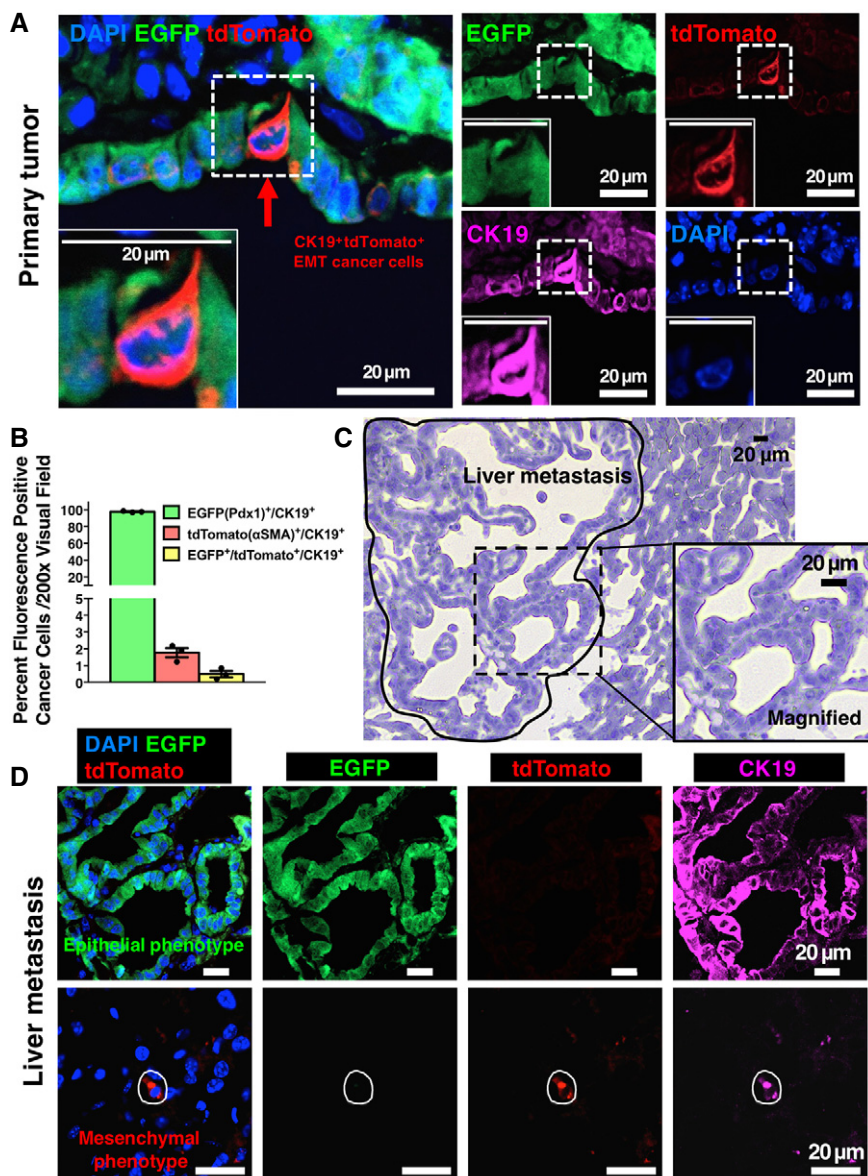 A
DAPI EGFP tdTomato
CK19+tdTomato+
EMT cancer cells
20 µm
20 µm
Primary tumor
EGFP
20 µm
tdTomato
20 µm
CK19
20 µm
DAPI
20 µm
B
Percent Fluorescence Positive
Cancer Cells /200x Visual Field
100
80
60
40
20
5
4
3
2
1
0
EGFP(Pdx1)+/CK19+
tdTomato(αSMA)+/CK19+
EGFP+/tdTomato+/CK19+
C
Liver metastasis
20 µm
20 µm
Magnified
D
DAPI EGFP
tdTomato
EGFP
tdTomato
CK19
Liver metastasis
Epithelial phenotype
20 µm
Mesenchymal
phenotype
20 µm